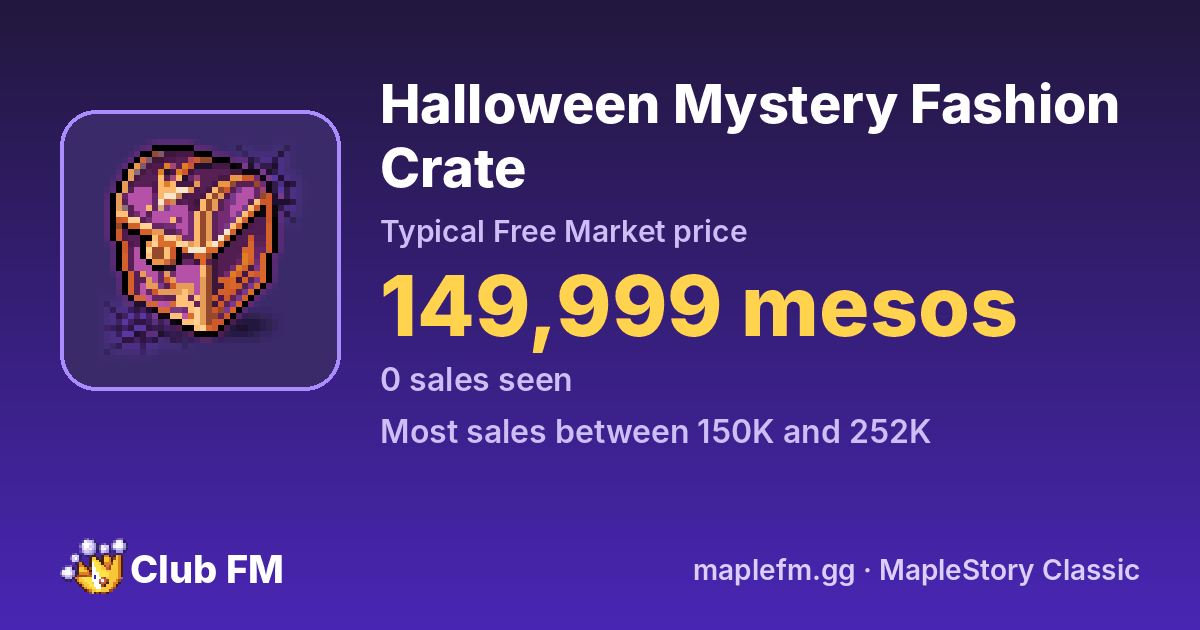 Halloween Mystery Fashion
Crate
Typical Free Market price
149,999 mesos
0 sales seen
Most sales between 150K and 252K
Club FM
maplefm.gg · MapleStory Classic